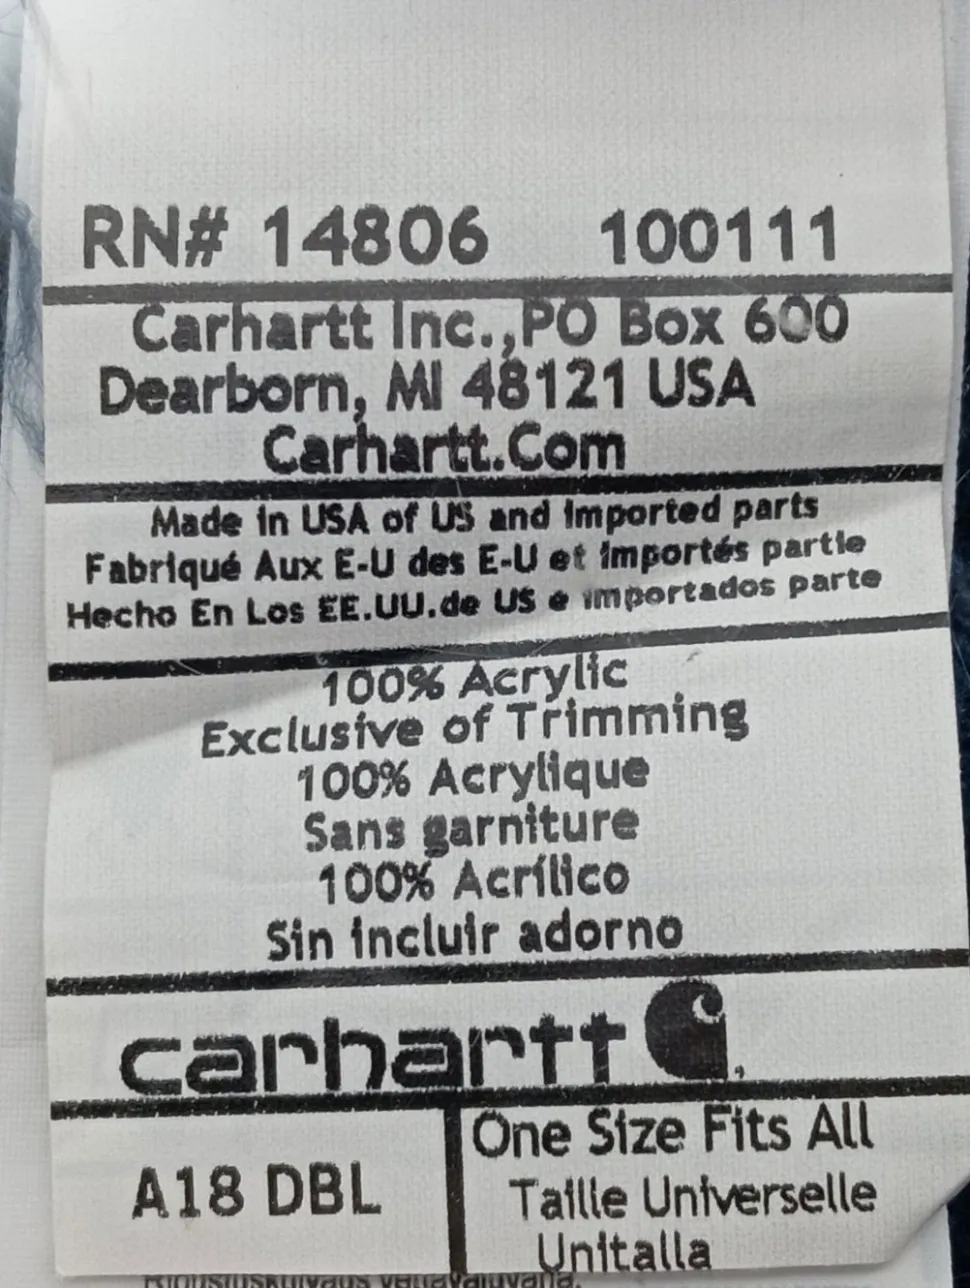 RN# 14806 100111
Carhartt Inc.,PO Box 600
Dearborn, MI 48121 USA
Carhartt.Com
Made in USA of US and imported parts
Fabriqué Aux E-U des E-U et importés partie
Hecho En Los EE.UU.de US e importados parte
100% Acrylic
Exclusive of Trimming
100% Acrylique
Sans garniture
100% Acrílico
Sin incluir adorno
carhartt
A18 DBL
One Size Fits All
Taille Universelle
Unitalla